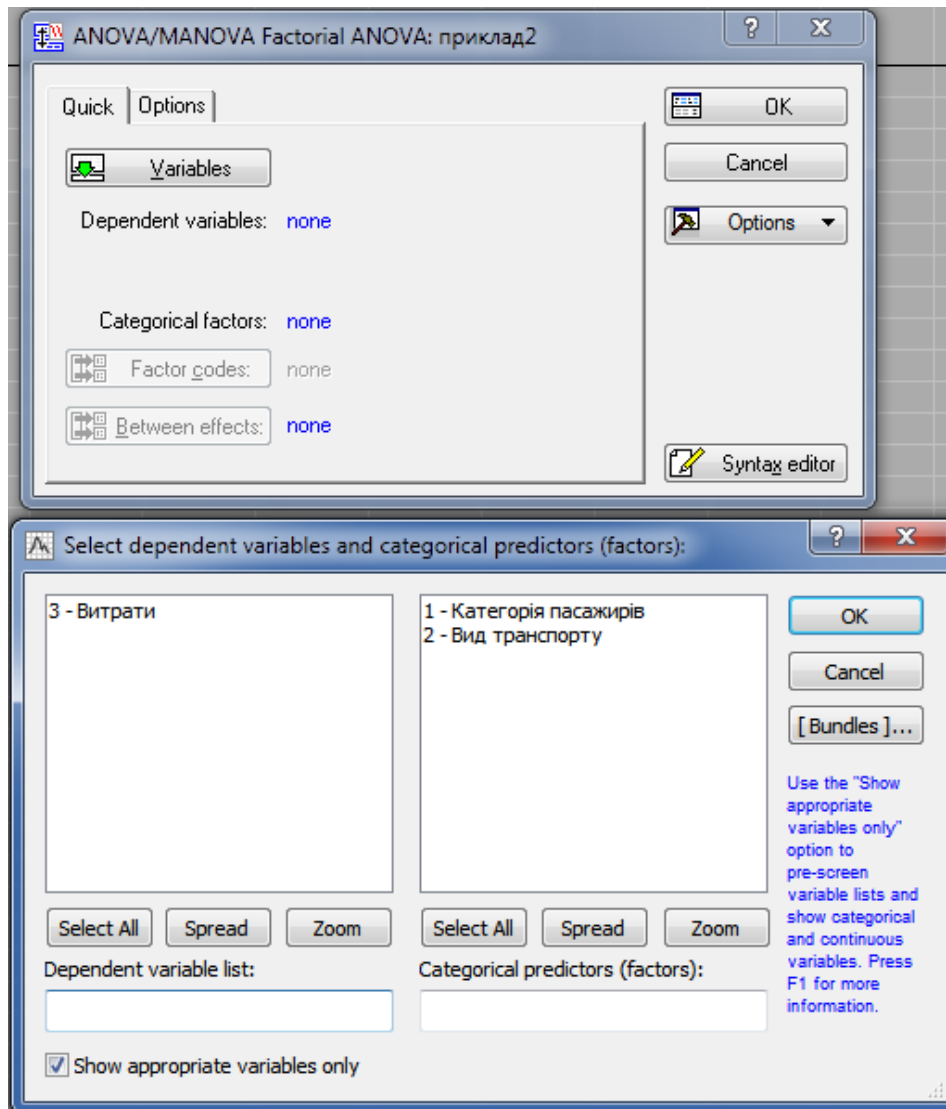 ANOVA/MANOVA Factorial ANOVA: приклад2
Quick
Options
OK
Variables
Cancel
Dependent variables: none
Options
Categorical factors: none
Factor codes: none
Between effects: none
Syntax editor
Select dependent variables and categorical predictors (factors):
3 - Витрати
1 - Категорія пасажирів
2 - Вид транспорту
OK
Cancel
[ Bundles ]...
Use the "Show
appropriate
variables only"
option to
pre-screen
variable lists and
show categorical
and continuous
variables. Press
F1 for more
information.
Select All
Spread
Zoom
Select All
Spread
Zoom
Dependent variable list:
Categorical predictors (factors):
Show appropriate variables only